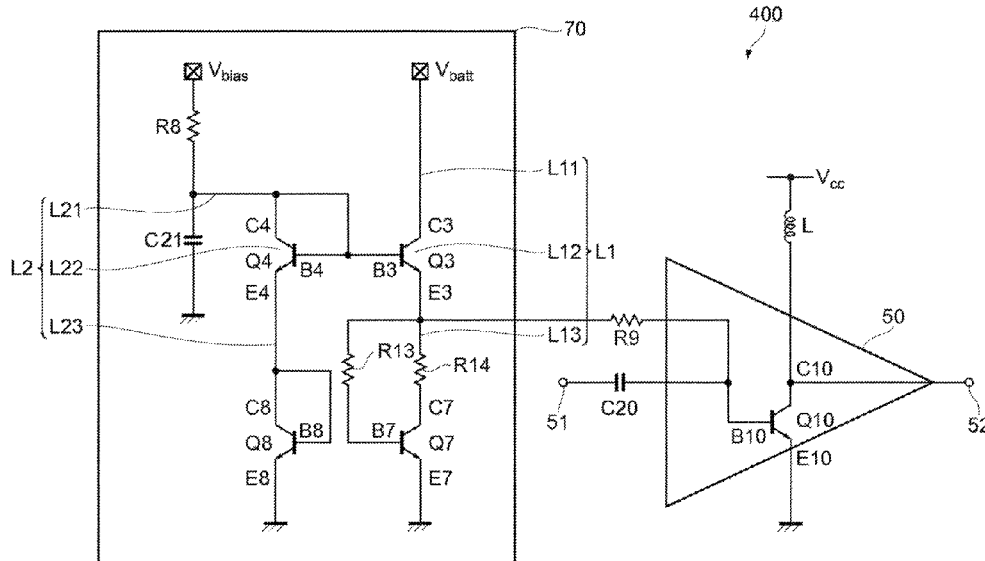 70
400
Vbias
Vbatt
R8
L11
Vcc
L21
C4
C3
L
C21
L2
L22
Q4
B4
B3
Q3
L12
L1
E4
E3
50
L23
L13
R9
R13
R14
C10
C8
C7
51
C20
Q8
B8
B7
Q7
B10
Q10
52
E8
E7
E10